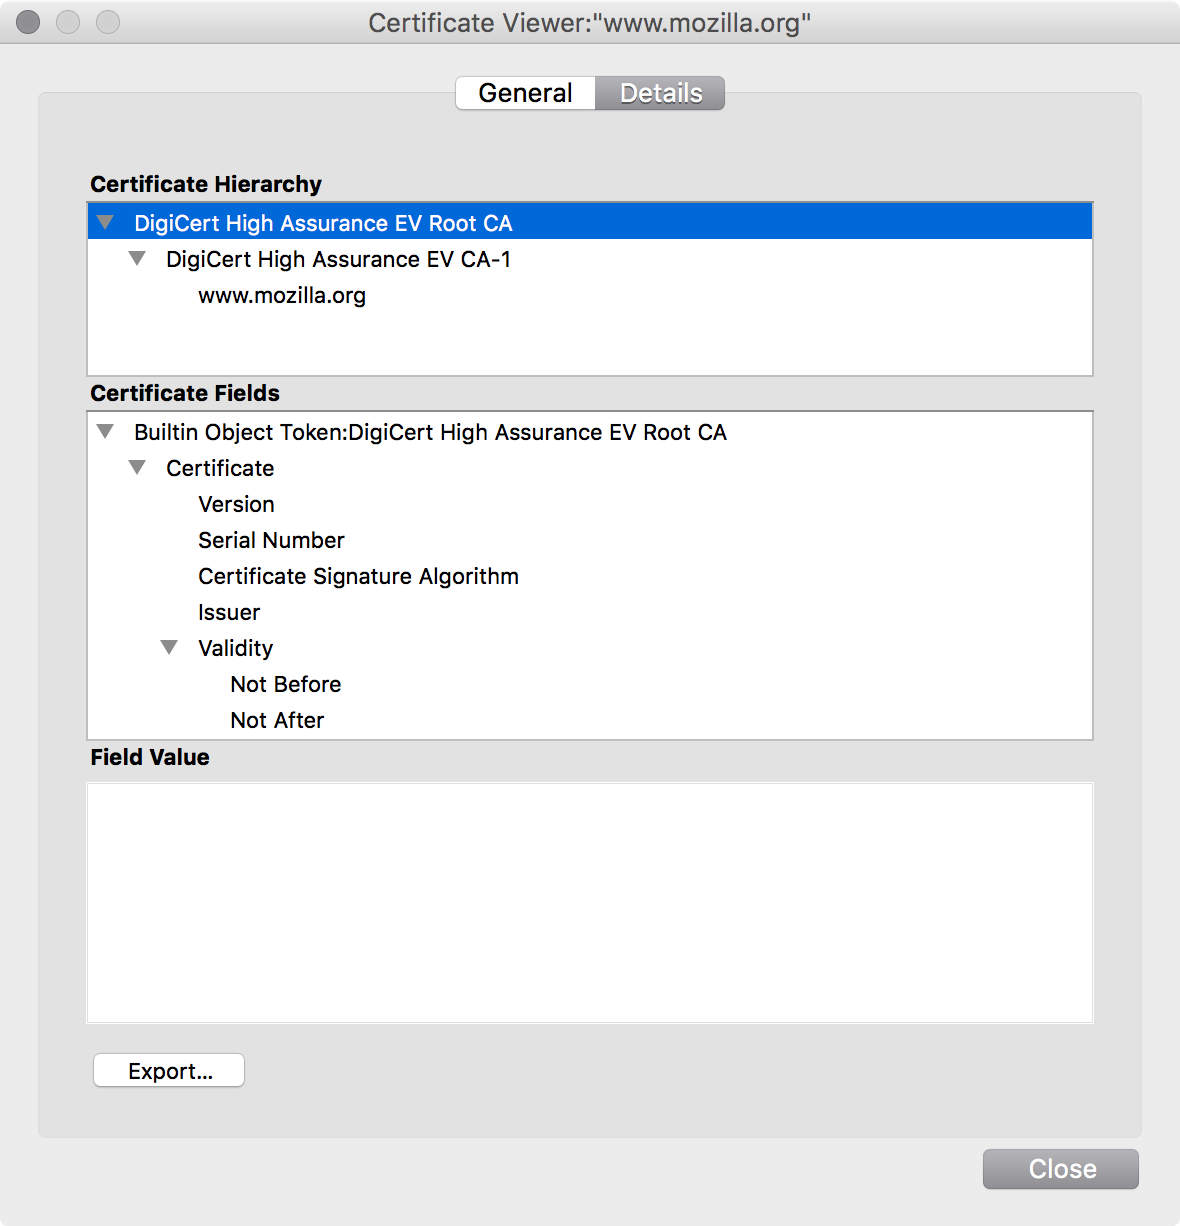 Certificate Viewer:"www.mozilla.org"
General Details
Certificate Hierarchy
DigiCert High Assurance EV Root CA
DigiCert High Assurance EV CA-1
www.mozilla.org
Certificate Fields
Builtin Object Token:DigiCert High Assurance EV Root CA
Certificate
Version
Serial Number
Certificate Signature Algorithm
Issuer
Validity
Not Before
Not After
Field Value
Export...
Close